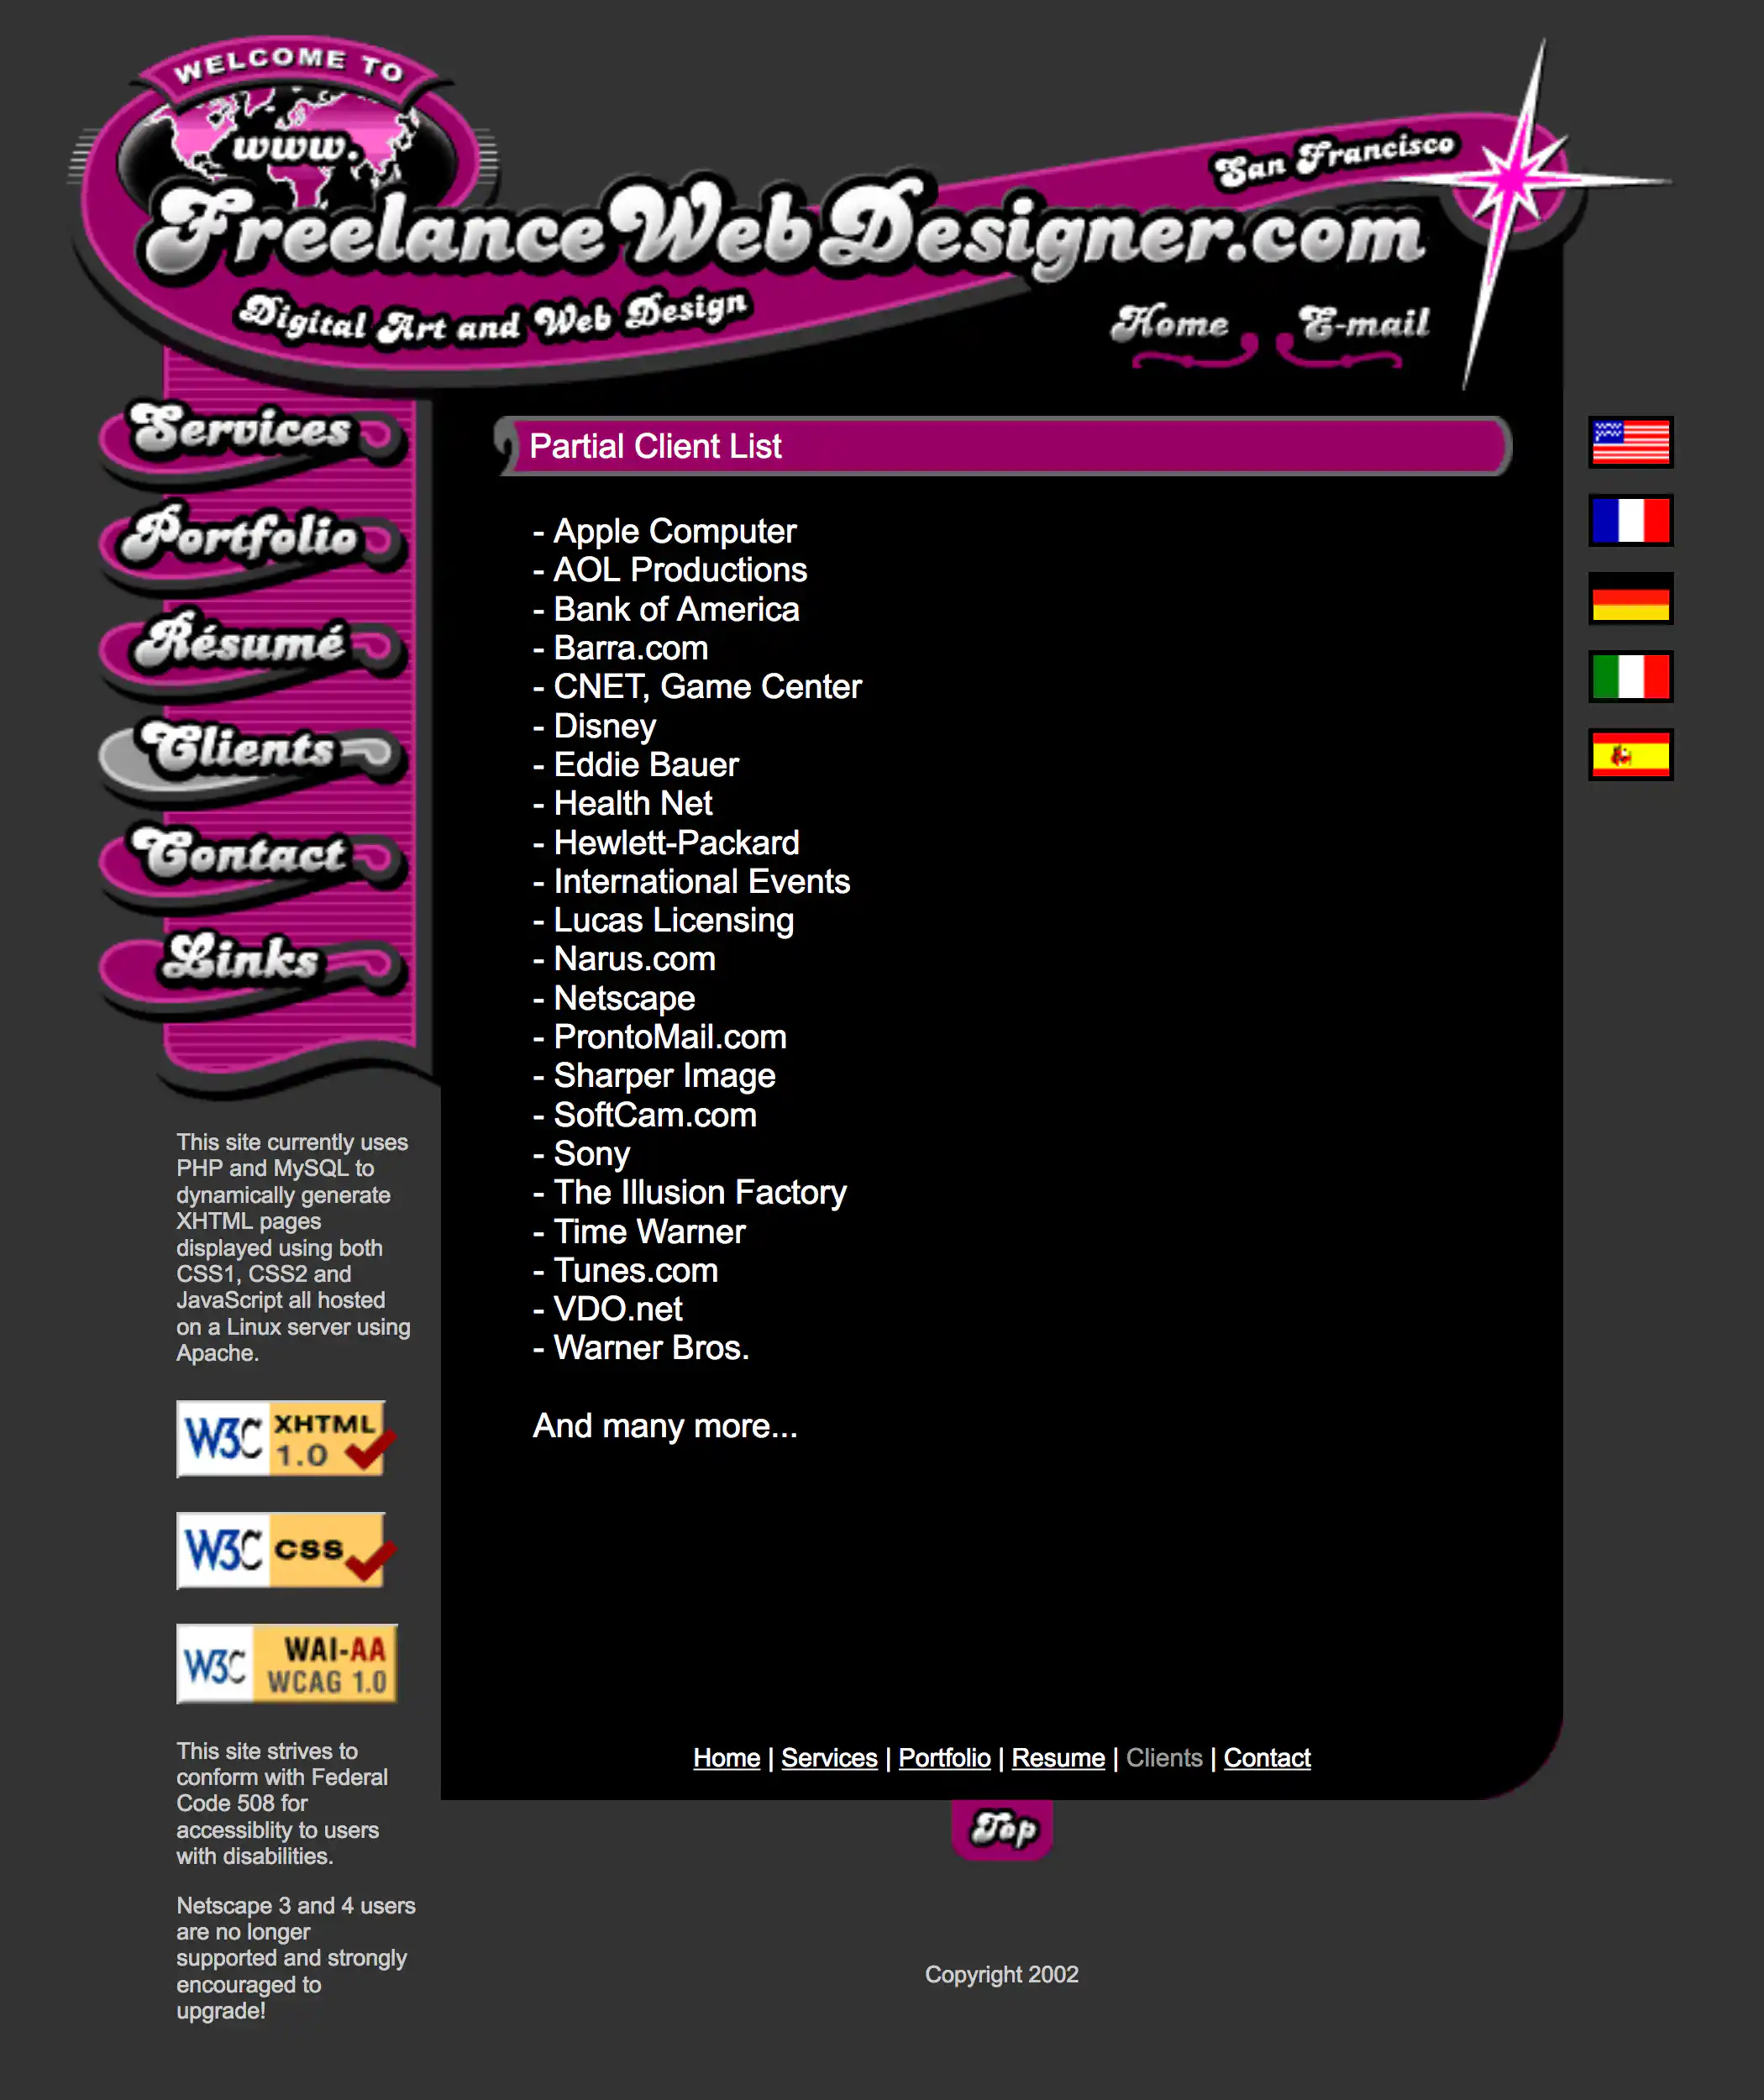 WELCOME TO
www.
San Francisco
FreelanceWebDesigner.com
Digital Art and Web Design
Home
E-mail
Services
Portfolio
Résumé
Clients
Contact
Links
Partial Client List
- Apple Computer
- AOL Productions
- Bank of America
- Barra.com
- CNET, Game Center
- Disney
- Eddie Bauer
- Health Net
- Hewlett-Packard
- International Events
- Lucas Licensing
- Narus.com
- Netscape
- ProntoMail.com
- Sharper Image
- SoftCam.com
- Sony
- The Illusion Factory
- Time Warner
- Tunes.com
- VDO.net
- Warner Bros.
And many more...
This site currently uses
PHP and MySQL to
dynamically generate
XHTML pages
displayed using both
CSS1, CSS2 and
JavaScript all hosted
on a Linux server using
Apache.
W3C XHTML 1.0
W3C CSS
W3C WAI-AA
WCAG 1.0
This site strives to
conform with Federal
Code 508 for
accessiblity to users
with disabilities.
Netscape 3 and 4 users
are no longer
supported and strongly
encouraged to
upgrade!
Home | Services | Portfolio | Resume | Clients | Contact
Top
Copyright 2002